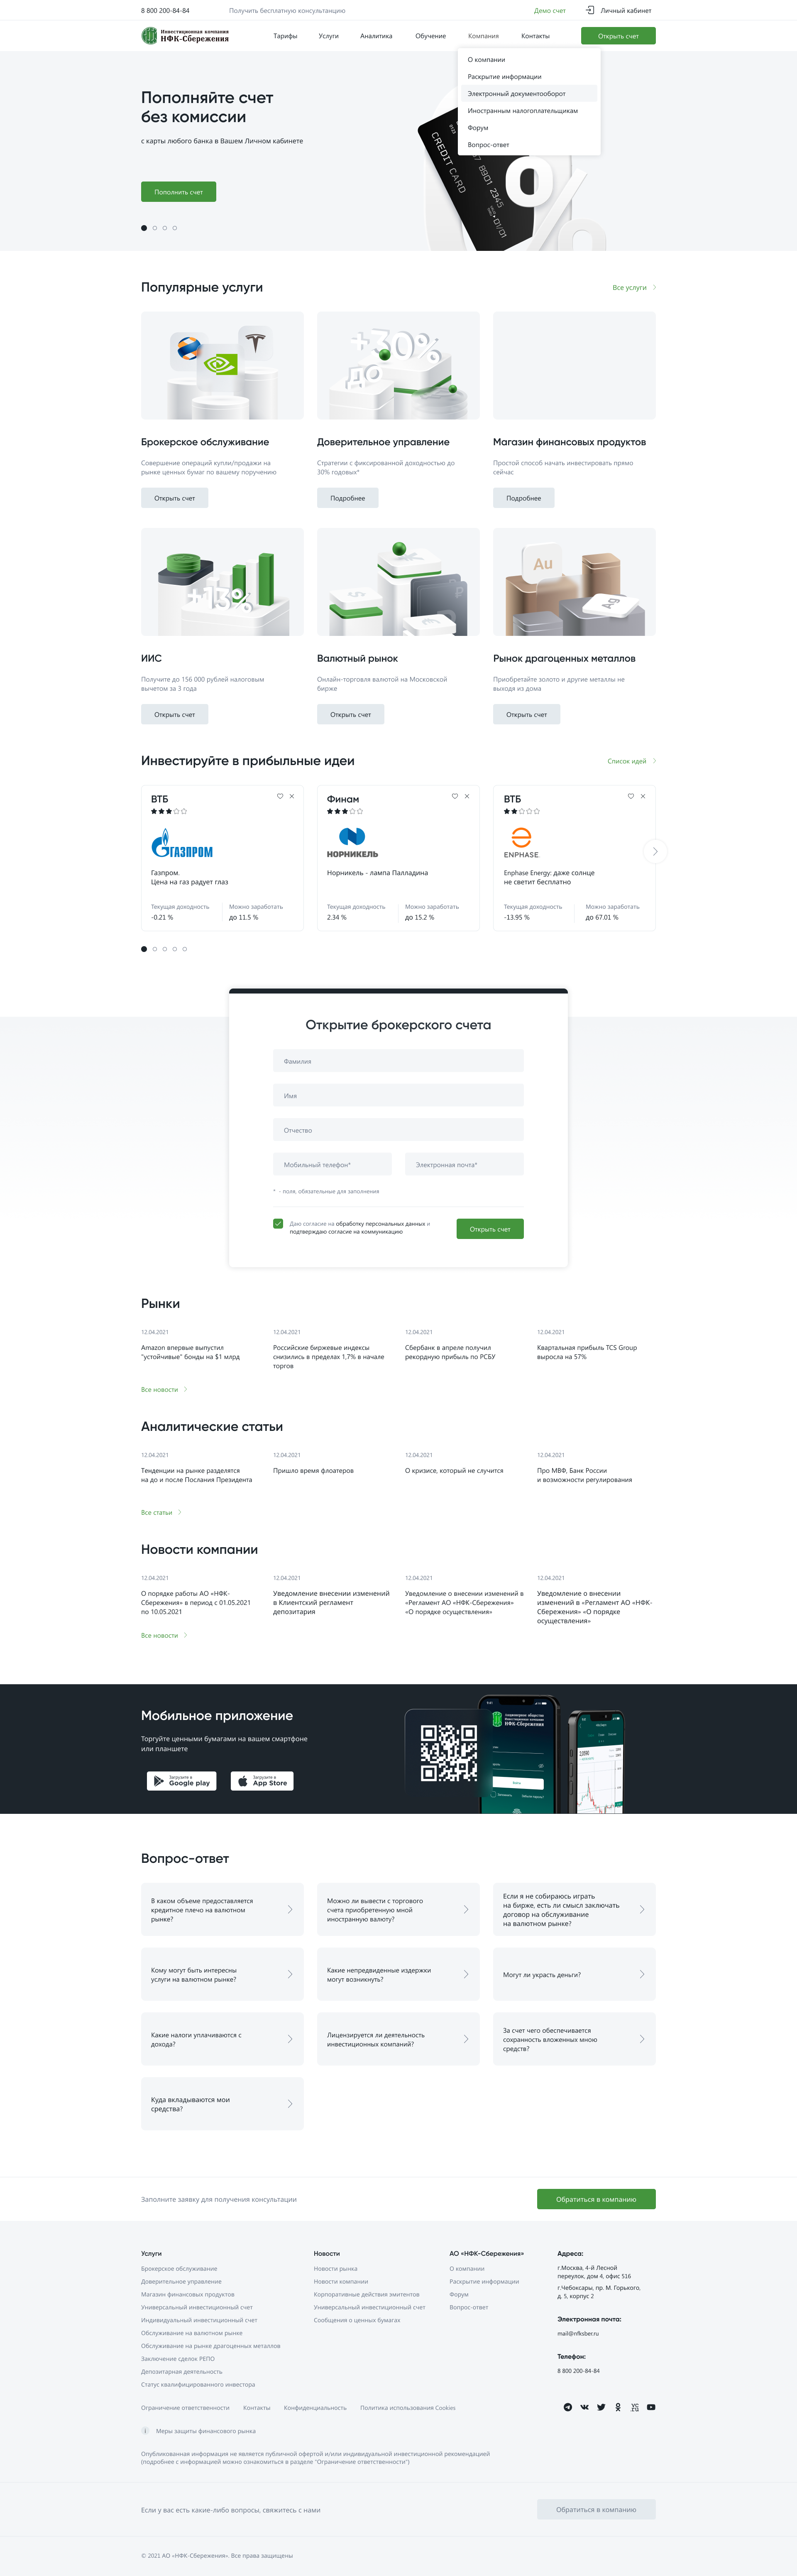 8 800 200-84-84
Получить бесплатную консультанцию
Демо счет
Личный кабинет
Инвестиционная компания
НФК-Сбережения
Тарифы
Услуги
Аналитика
Обучение
Компания
Контакты
Открыть счет
О компании
Раскрытие информации
Электронный документооборот
Иностранным налогоплательщикам
Форум
Вопрос-ответ
Пополняйте счет
без комиссии
с карты любого банка в Вашем Личном кабинете
Пополнить счет
CREDIT CARD
Популярные услуги
Все услуги
до
+30%
Брокерское обслуживание
Совершение операций купли/продажи на
рынке ценных бумаг по вашему поручению
Открыть счет
Доверительное управление
Стратегии с фиксированной доходностью до
30% годовых*
Подробнее
Магазин финансовых продуктов
Простой способ начать инвестировать прямо
сейчас
Подробнее
+13%
Au
Ag
ИИС
Получите до 156 000 рублей налоговым
вычетом за 3 года
Открыть счет
Валютный рынок
Онлайн-торговля валютой на Московской
бирже
Открыть счет
Рынок драгоценных металлов
Приобретайте золото и другие металлы не
выходя из дома
Открыть счет
Инвестируйте в прибыльные идеи
Список идей
ВТБ
ГАЗПРОМ
Газпром.
Цена на газ радует глаз
Текущая доходность
-0.21 %
Можно заработать
до 11.5 %
Финам
НОРНИКЕЛЬ
Норникель - лампа Палладина
Текущая доходность
2.34 %
Можно заработать
до 15.2 %
ВТБ
ENPHASE.
Enphase Energy: даже солнце
не светит бесплатно
Текущая доходность
-13.95 %
Можно заработать
до 67.01 %
Открытие брокерского счета
Фамилия
Имя
Отчество
Мобильный телефон*
Электронная почта*
* - поля, обязательные для заполнения
Даю согласие на обработку персональных данных и
подтверждаю согласие на коммуникацию
Открыть счет
Рынки
12.04.2021
Amazon впервые выпустил
"устойчивые" бонды на $1 млрд
12.04.2021
Российские биржевые индексы
снизились в пределах 1,7% в начале
торгов
12.04.2021
Сбербанк в апреле получил
рекордную прибыль по РСБУ
12.04.2021
Квартальная прибыль TCS Group
выросла на 57%
Все новости
Аналитические статьи
12.04.2021
Тенденции на рынке разделятся
на до и после Послания Президента
12.04.2021
Пришло время флоатеров
12.04.2021
О кризисе, который не случится
12.04.2021
Про МВФ, Банк России
и возможности регулирования
Все статьи
Новости компании
12.04.2021
О порядке работы АО «НФК-
Сбережения» в период с 01.05.2021
по 10.05.2021
12.04.2021
Уведомление внесении изменений
в Клиентский регламент
депозитария
12.04.2021
Уведомление о внесении изменений в
«Регламент АО «НФК-Сбережения»
«О порядке осуществления»
12.04.2021
Уведомление о внесении
изменений в «Регламент АО «НФК-
Сбережения» «О порядке
осуществления»
Все новости
Мобильное приложение
Торгуйте ценными бумагами на вашем смартфоне
или планшете
Загрузите в
Google play
Загрузите в
App Store
НФК-Сбережения
Вопрос-ответ
В каком объеме предоставляется
кредитное плечо на валютном
рынке?
Можно ли вывести с торгового
счета приобретенную мной
иностранную валюту?
Если я не собираюсь играть
на бирже, есть ли смысл заключать
договор на обслуживание
на валютном рынке?
Кому могут быть интересны
услуги на валютном рынке?
Какие непредвиденные издержки
могут возникнуть?
Могут ли украсть деньги?
Какие налоги уплачиваются с
дохода?
Лицензируется ли деятельность
инвестиционных компаний?
За счет чего обеспечивается
сохранность вложенных мною
средств?
Куда вкладываются мои
средства?
Заполните заявку для получения консультации
Обратиться в компанию
Услуги
Брокерское обслуживание
Доверительное управление
Магазин финансовых продуктов
Универсальный инвестиционный счет
Индивидуальный инвестиционный счет
Обслуживание на валютном рынке
Обслуживание на рынке драгоценных металлов
Заключение сделок РЕПО
Депозитарная деятельность
Статус квалифицированного инвестора
Новости
Новости рынка
Новости компании
Корпоративные действия эмитентов
Универсальный инвестиционный счет
Сообщения о ценных бумагах
АО «НФК-Сбережения»
О компании
Раскрытие информации
Форум
Вопрос-ответ
Адреса:
г.Москва, 4-й Лесной
переулок, дом 4, офис 516
г.Чебоксары, пр. М. Горького,
д. 5, корпус 2
Электронная почта:
mail@nfksber.ru
Телефон:
8 800 200-84-84
Ограничение ответственности
Контакты
Конфиденциальность
Политика использования Cookies
Меры защиты финансового рынка
Опубликованная информация не является публичной офертой и/или индивидуальной инвестиционной рекомендацией
(подробнее с информацией можно ознакомиться в разделе "Ограничение ответственности")
Если у вас есть какие-либо вопросы, свяжитесь с нами
Обратиться в компанию
© 2021 АО «НФК-Сбережения». Все права защищены